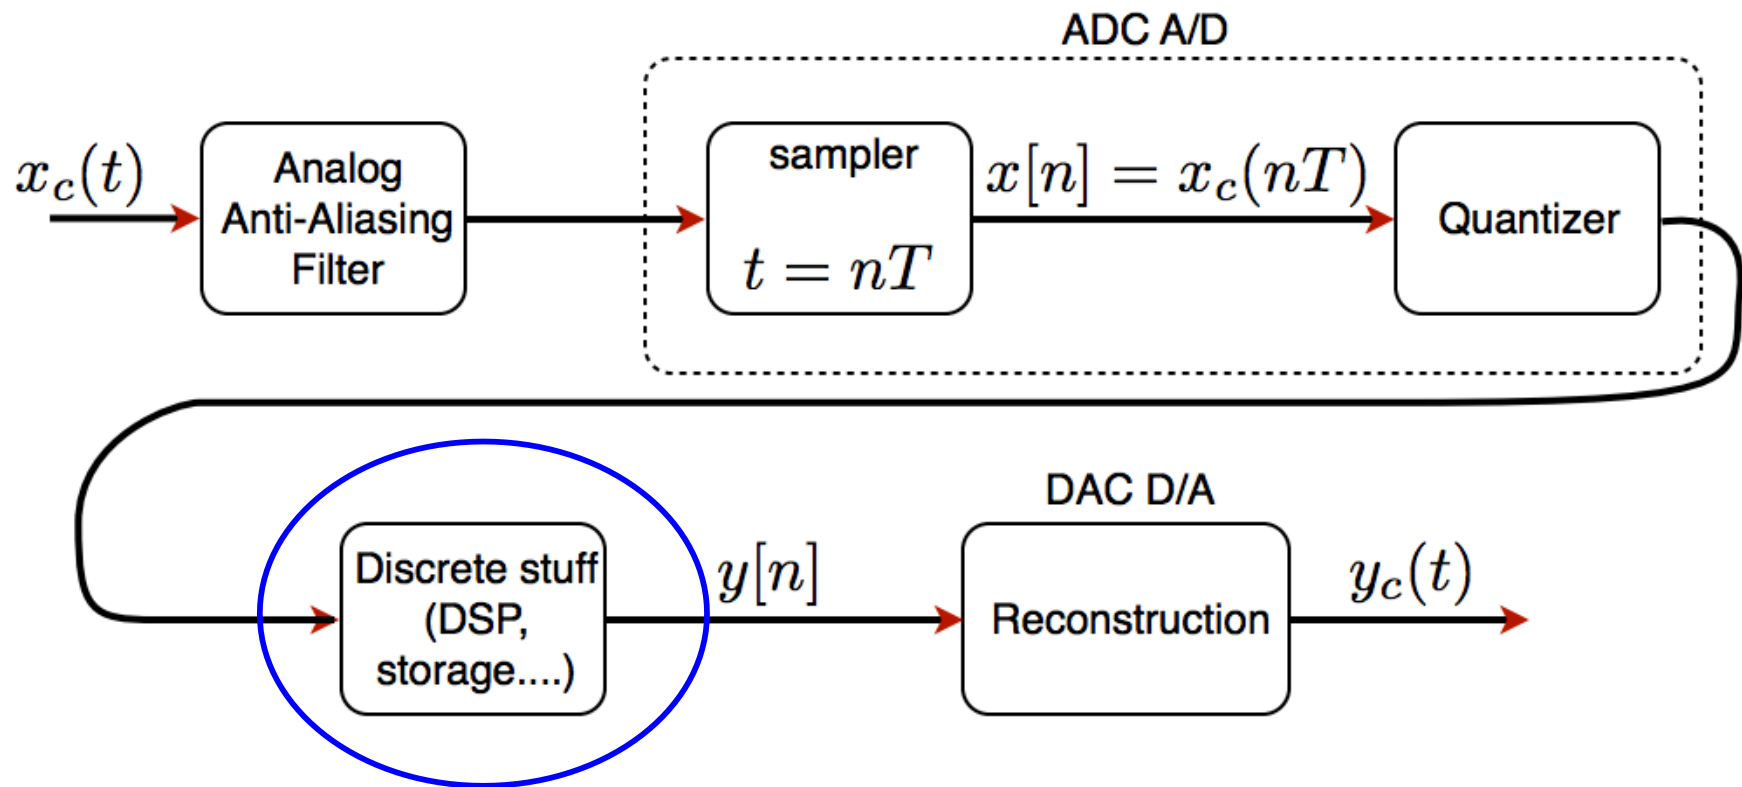 ADC A/D
x_c(t)
Analog
Anti-Aliasing
Filter
sampler
t = nT
x[n] = x_c(nT)
Quantizer
Discrete stuff
(DSP,
storage....)
y[n]
DAC D/A
Reconstruction
y_c(t)